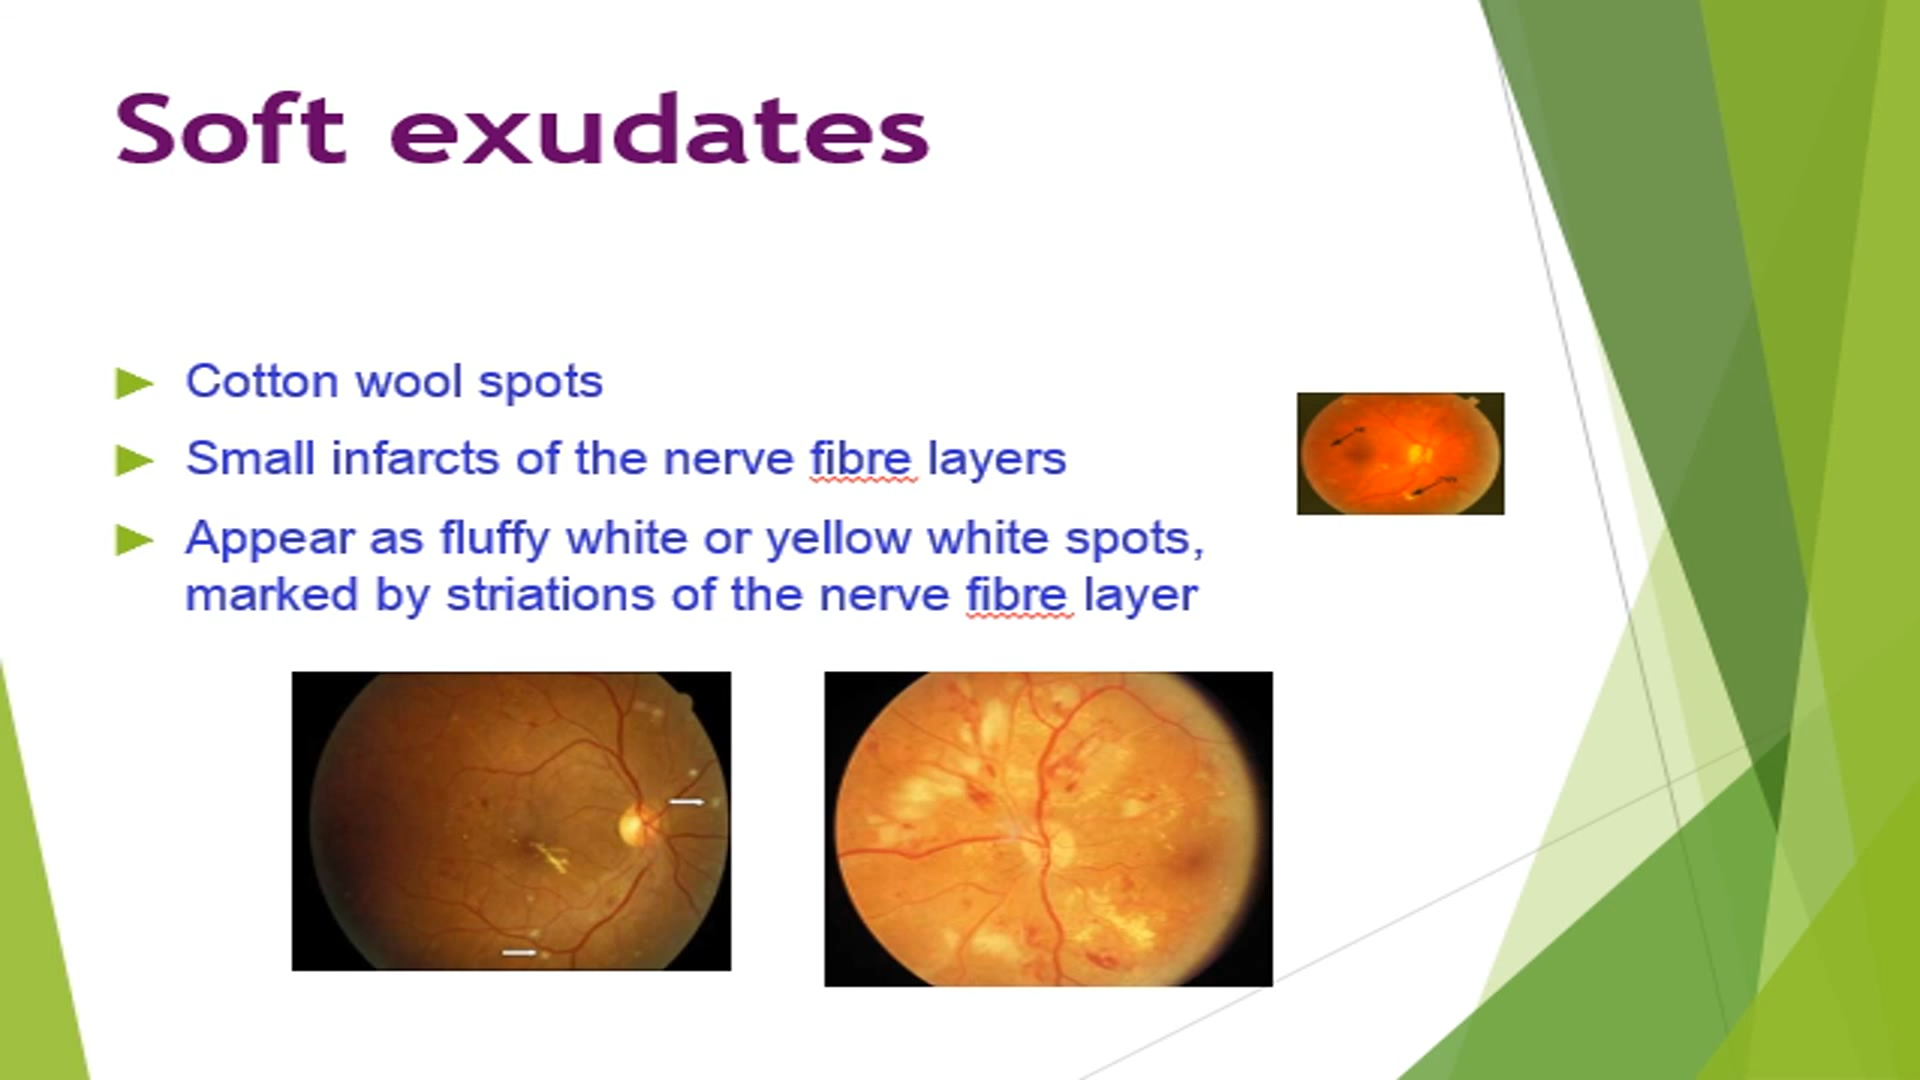 Soft exudates
Cotton wool spots
Small infarcts of the nerve fibre layers
Appear as fluffy white or yellow white spots,
marked by striations of the nerve fibre layer